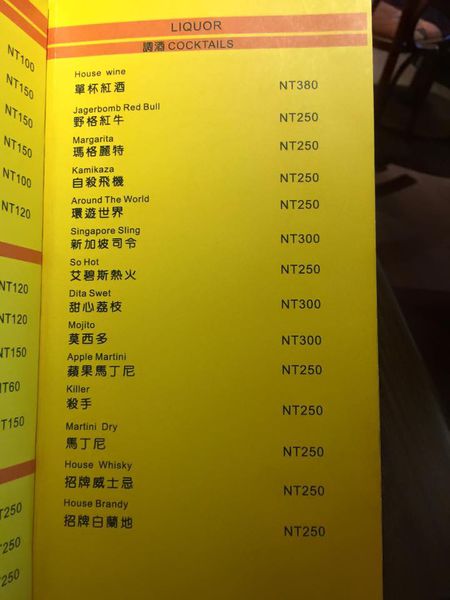 LIQUOR
調酒 COCKTAILS
House wine
單杯紅酒 NT380
Jagerbomb Red Bull
野格紅牛 NT250
Margarita
瑪格麗特 NT250
Kamikaza
自殺飛機 NT250
Around The World
環遊世界 NT250
Singapore Sling
新加坡司令 NT300
So Hot
艾碧斯熱火 NT250
Dita Swet
甜心荔枝 NT300
Mojito
莫西多 NT300
Apple Martini
蘋果馬丁尼 NT250
Killer
殺手 NT250
Martini Dry
馬丁尼 NT250
House Whisky
招牌威士忌 NT250
House Brandy
招牌白蘭地 NT250
NT100
NT150
NT150
NT150
NT100
NT120
NT120
NT120
NT150
NT60
T150
T250
250
250